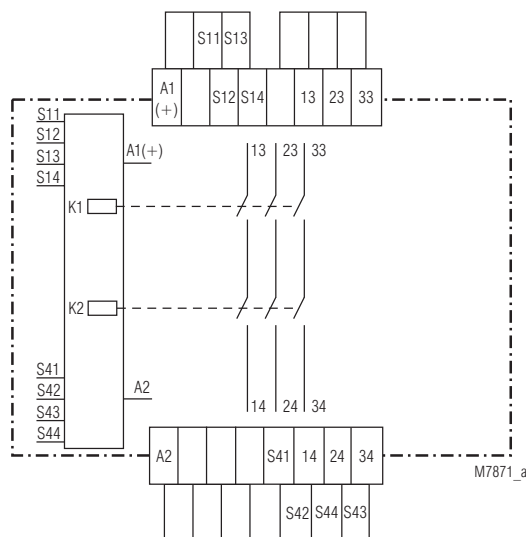 S11 S13
A1 (+) S12 S14 13 23 33
S11
S12
S13
S14
A1(+)
13 23 33
K1
K2
S41
S42
S43
S44
A2
14 24 34
A2 S41 14 24 34
M7871_a
S42 S44 S43